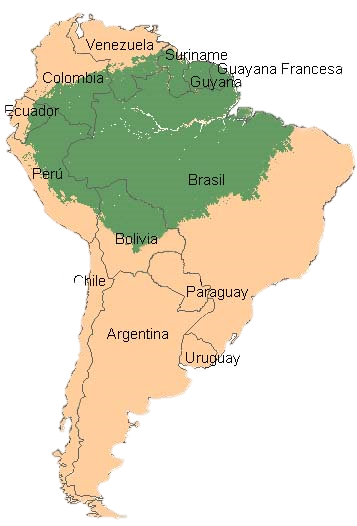 Venezuela
Suriname
Guayana Francesa
Colombia
Guyana
Ecuador
Perú
Brasil
Bolivia
Chile
Paraguay
Argentina
Uruguay